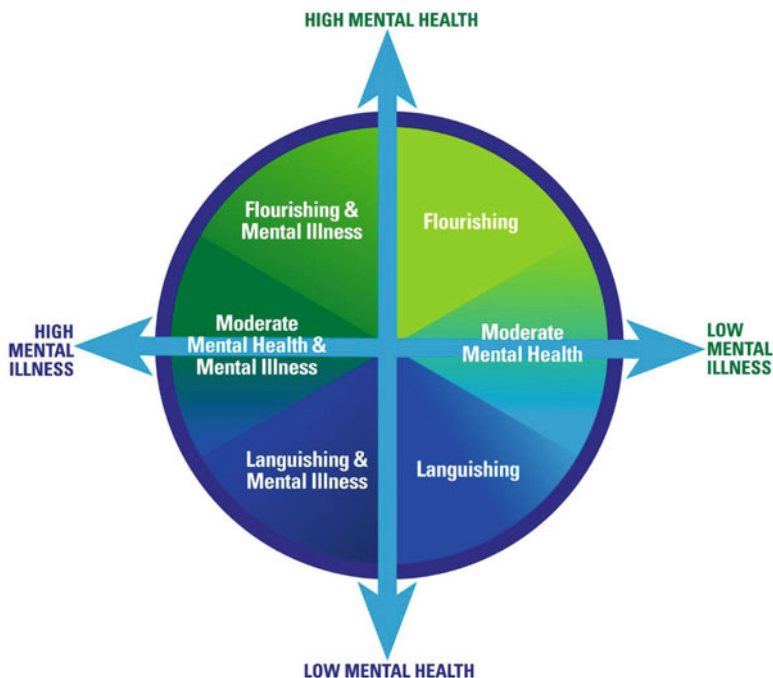 HIGH MENTAL HEALTH
Flourishing &
Mental Illness
Flourishing
HIGH
MENTAL
ILLNESS
Moderate
Mental Health &
Mental Illness
Moderate
Mental Health
LOW
MENTAL
ILLNESS
Languishing &
Mental Illness
Languishing
LOW MENTAL HEALTH